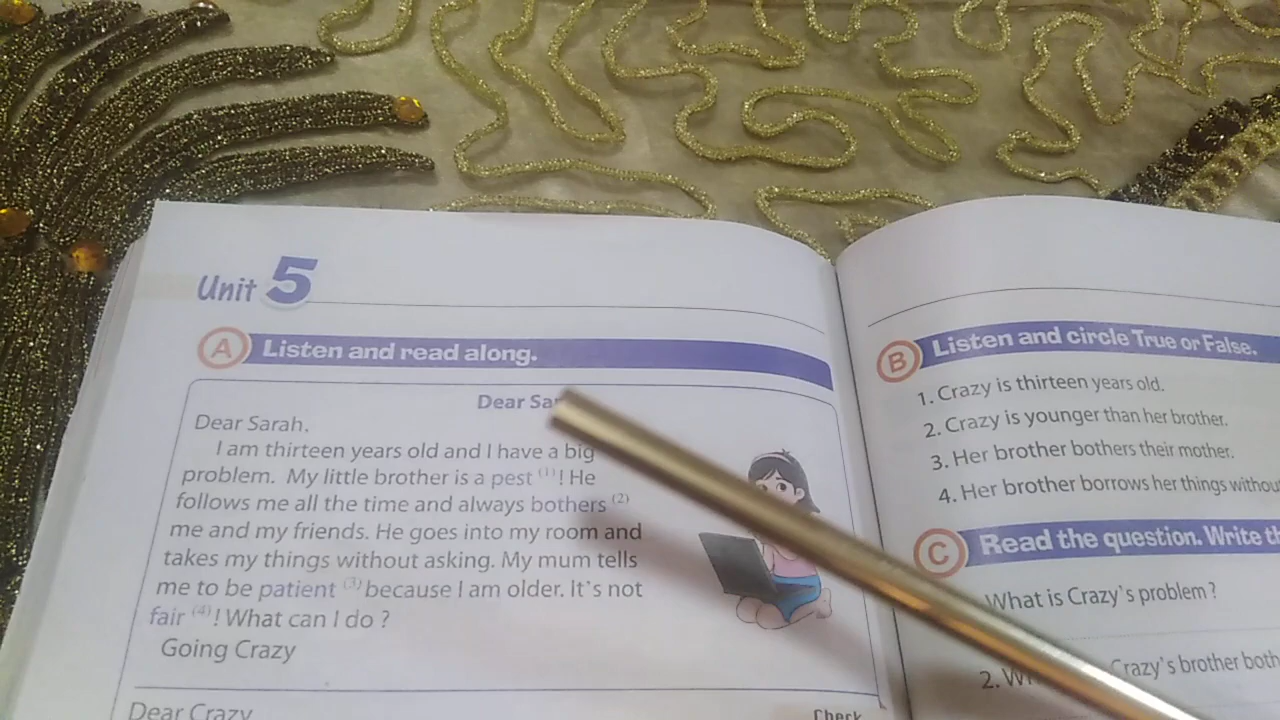 Unit 5
A Listen and read along.
Dear
Dear Sarah.
I am thirteen years old and I have a big
problem. My little brother is a pest (1)! He
follows me all the time and always bothers (2)
me and my friends. He goes into my room and
takes my things without asking. My mum tells
me to be patient (3) because I am older. It's not
fair (4)! What can I do ?
Going Crazy
Dear Crazy
Check
B Listen and circle True or False.
1. Crazy is thirteen years old.
2. Crazy is younger than her brother.
3. Her brother bothers their mother.
4. Her brother borrows her things
C Read the question. Write
What is Crazy's problem ?
2. Crazy's brother